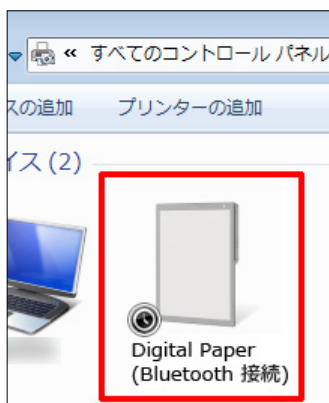 « すべてのコントロール パネル
スの追加 プリンターの追加
イス (2)
Digital Paper
(Bluetooth 接続)